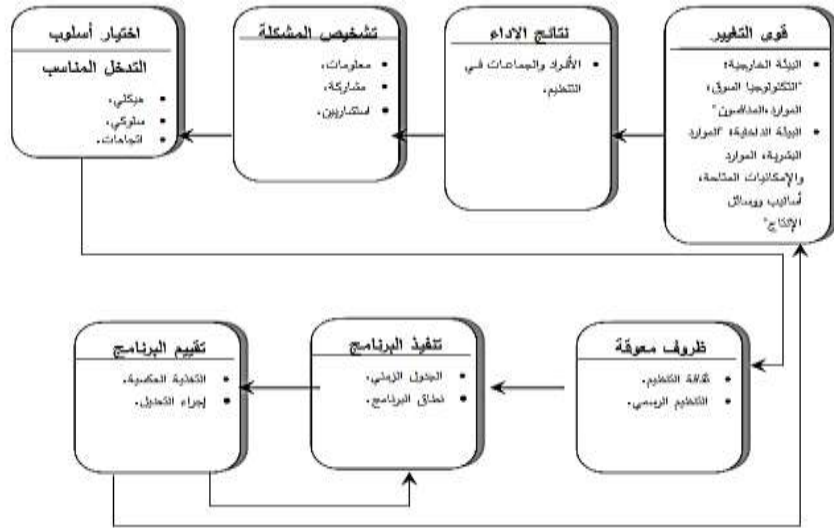 قوى التغيير
• البيئة الخارجية:
"التكنولوجيا السوق،
الموارد، المنافسون"
• البيئة الداخلية: "الموارد
البشرية، الموارد
والإمكانيات المتاحة،
أساليب ووسائل
الإنتاج"
نتائج الاداء
• الأفراد والجماعات في
التنظيم.
تشخيص المشكلة
• معلومات،
• مشاركة،
• استشاريين.
اختيار أسلوب
التدخل المناسب
• هيكلي،
• سلوكي،
• اتجاهات.
ظروف معوقة
• ثقافة التنظيم.
• التنظيم الرسمي.
تنفيذ البرنامج
• الجدول الزمني.
• نطاق البرنامج.
تقييم البرنامج
• التغذية العكسية.
• إجراء التعديل.